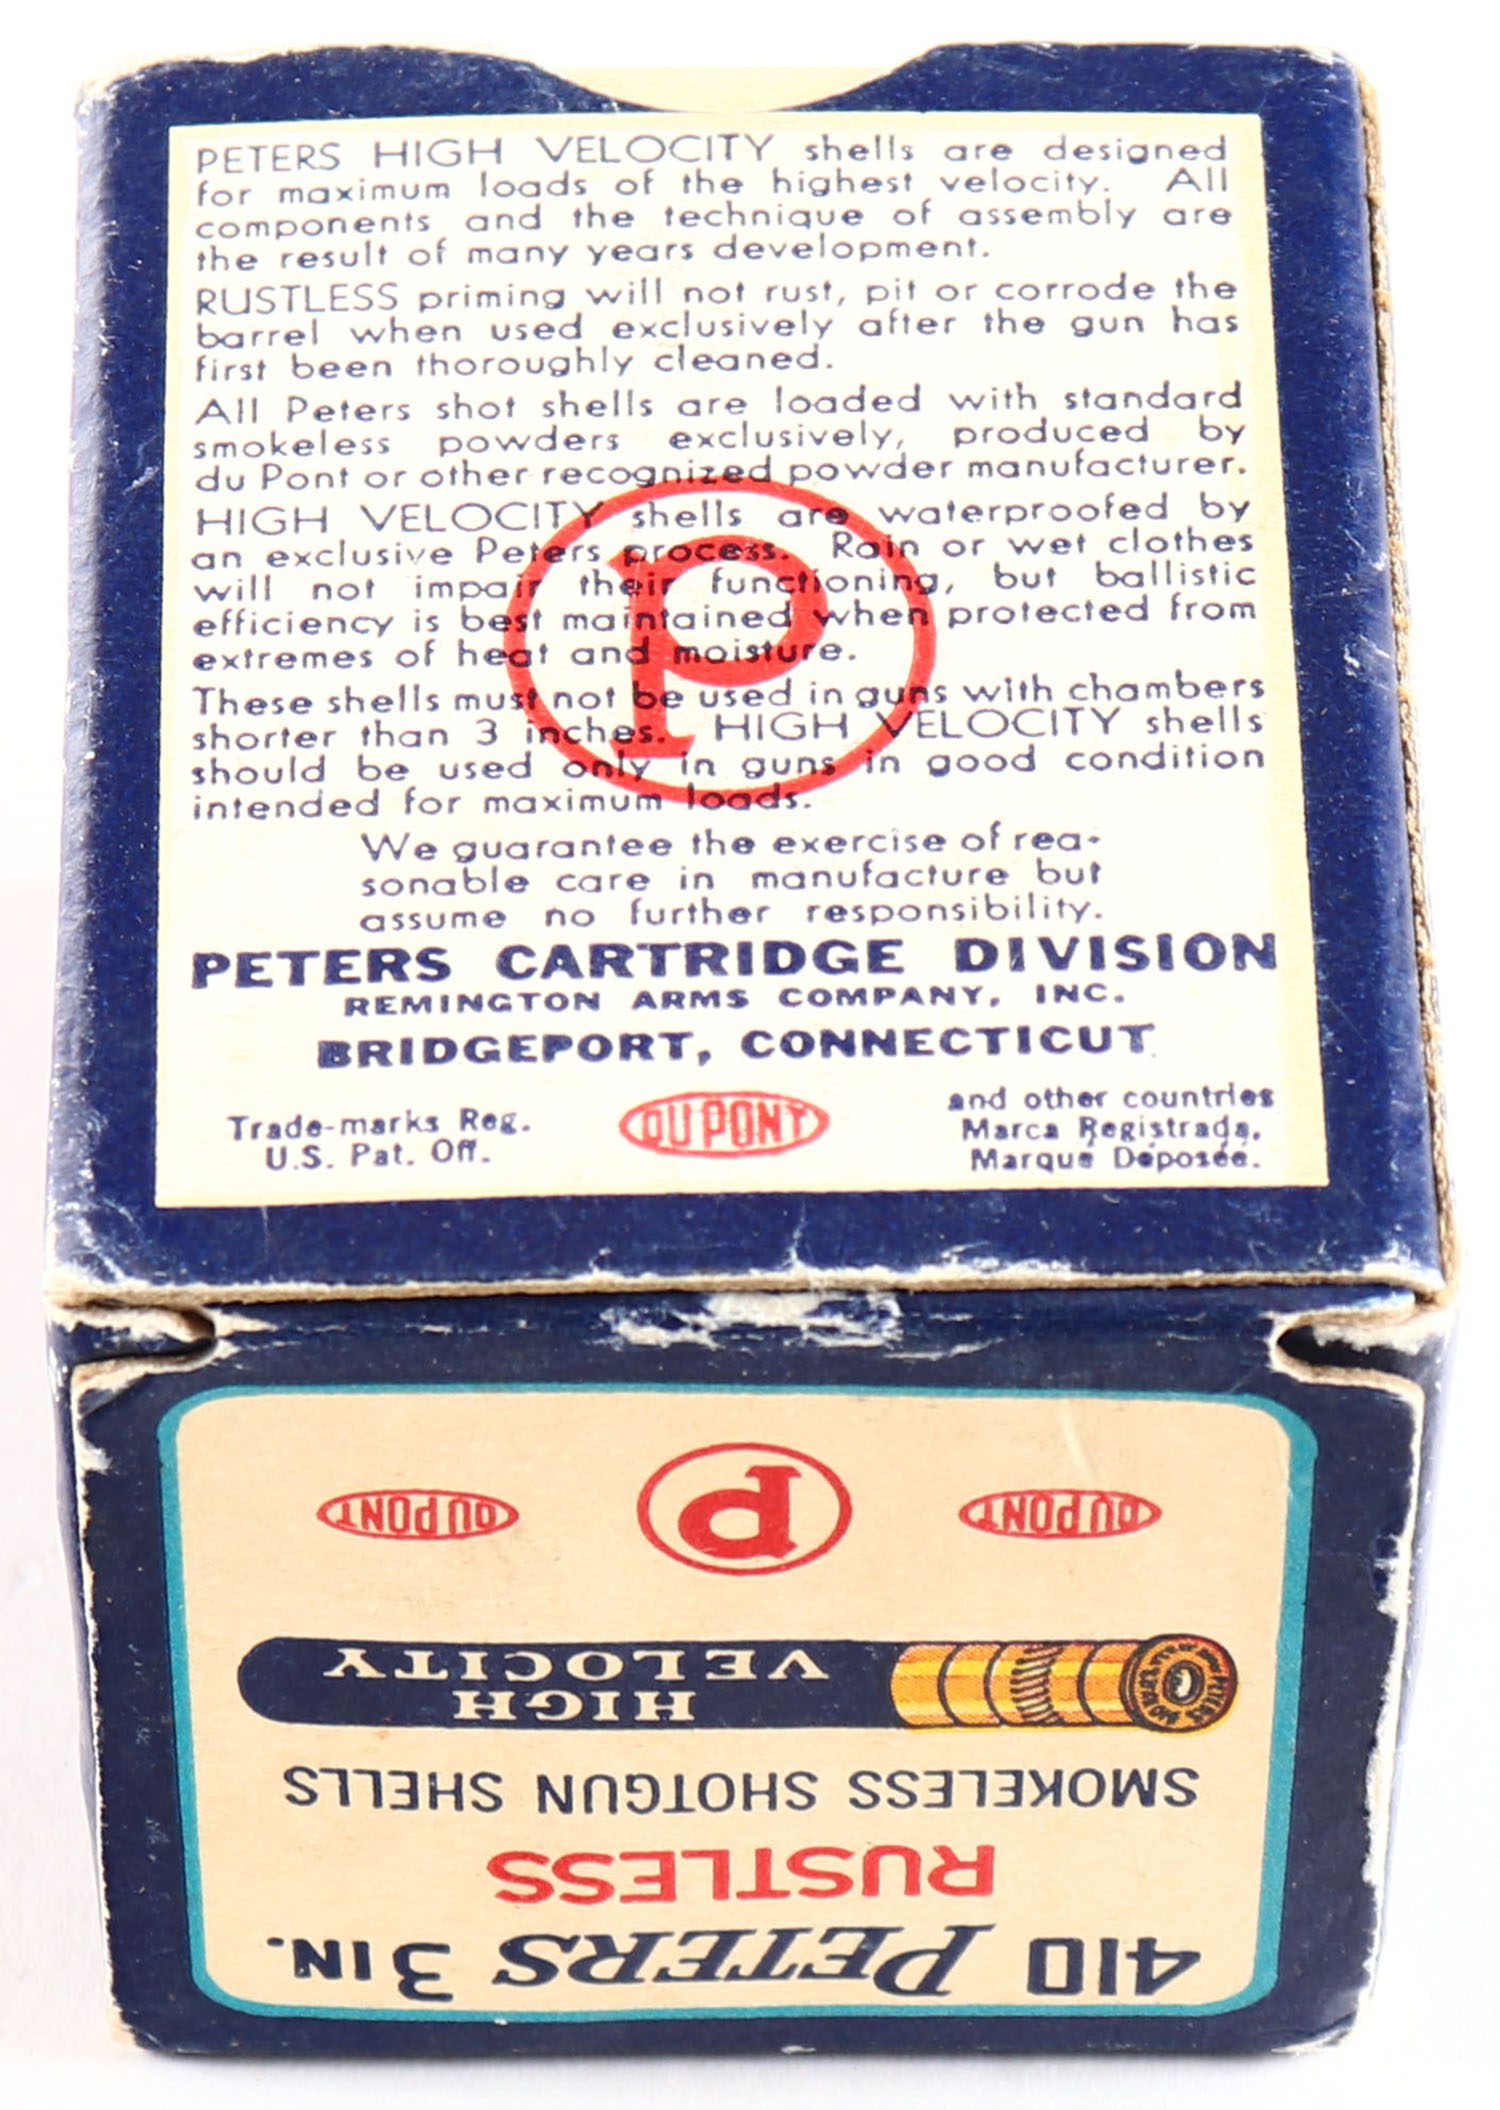 PETERS HIGH VELOCITY shells are designed
for maximum loads of the highest velocity. All
components and the technique of assembly are
the result of many years development.
RUSTLESS priming will not rust, pit or corrode the
barrel when used exclusively after the gun has
first been thoroughly cleaned.
All Peters shot shells are loaded with standard
smokeless powders exclusively, produced by
du Pont or other recognized powder manufacturer.
HIGH VELOCITY shells are waterproofed by
an exclusive Peters process. Rain or wet clothes
will not impair their functioning, but ballistic
efficiency is best maintained when protected from
extremes of heat and moisture.
These shells must not be used in guns with chambers
shorter than 3 inches. HIGH VELOCITY shells
should be used only in guns in good condition
intended for maximum loads.
P
We guarantee the exercise of rea-
sonable care in manufacture but
assume no further responsibility.
PETERS CARTRIDGE DIVISION
REMINGTON ARMS COMPANY, INC.
BRIDGEPORT, CONNECTICUT
Trade-marks Reg.
U.S. Pat. Off.
DU PONT
and other countries
Marca Registrada.
Marque Déposée.
410 PETERS 3 IN.
RUSTLESS
SMOKELESS SHOTGUN SHELLS
HIGH
VELOCITY
DU PONT P DU PONT